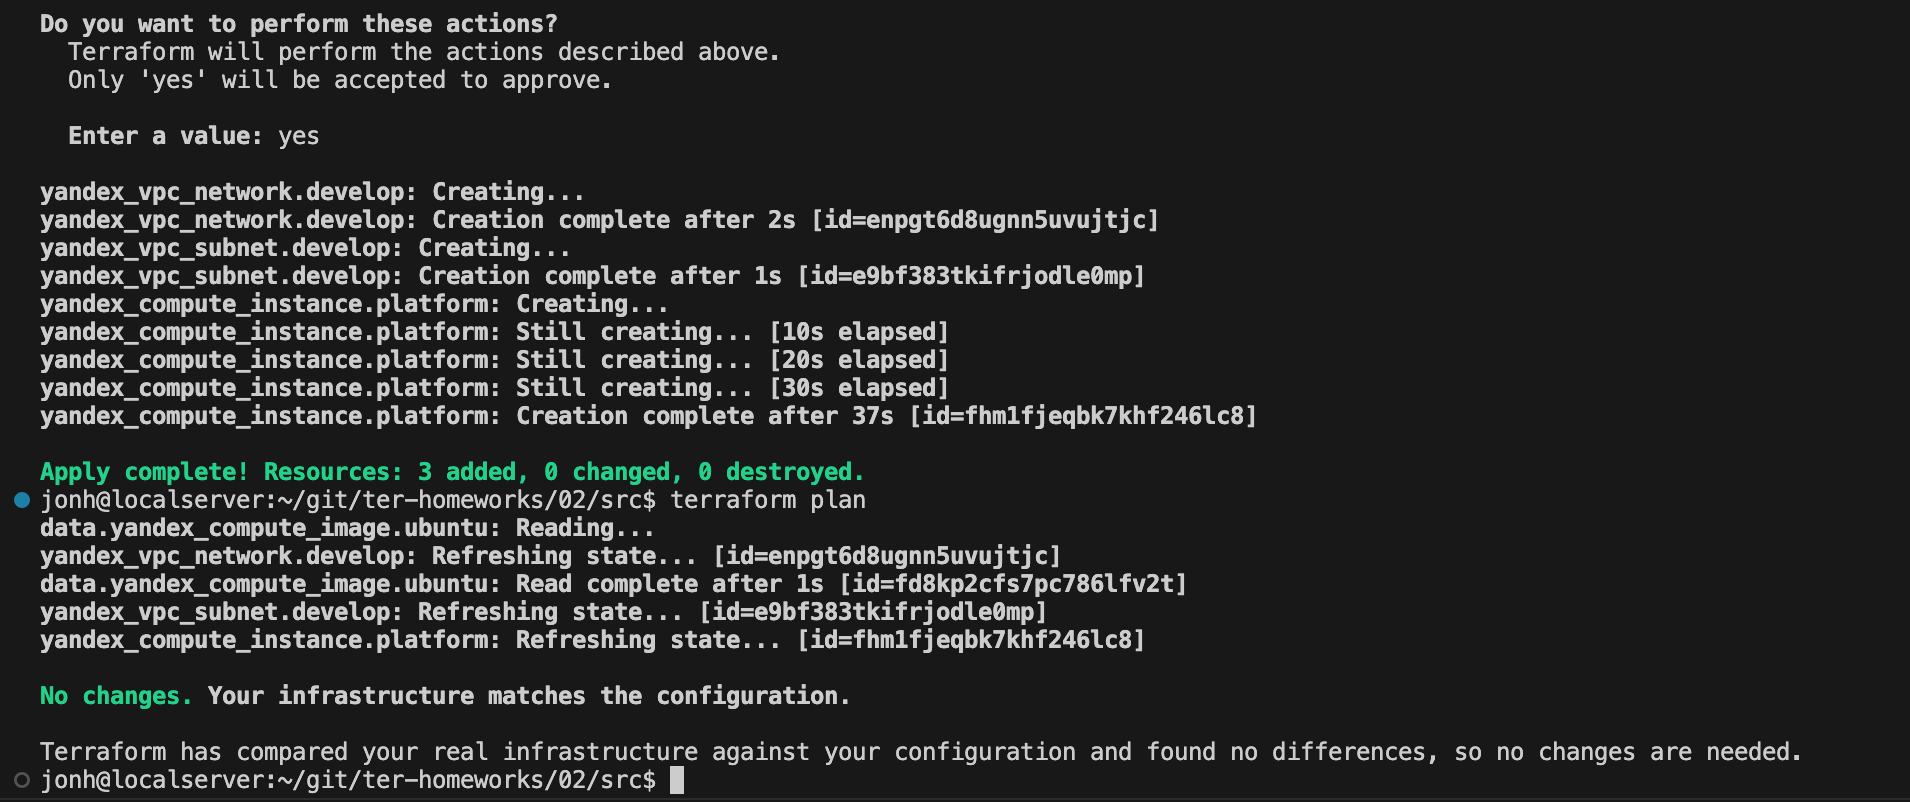 Do you want to perform these actions?
Terraform will perform the actions described above.
Only 'yes' will be accepted to approve.
Enter a value: yes
yandex_vpc_network.develop: Creating...
yandex_vpc_network.develop: Creation complete after 2s [id=enpgt6d8ugnn5uvujtjc]
yandex_vpc_subnet.develop: Creating...
yandex_vpc_subnet.develop: Creation complete after 1s [id=e9bf383tkifrjodle0mp]
yandex_compute_instance.platform: Creating...
yandex_compute_instance.platform: Still creating... [10s elapsed]
yandex_compute_instance.platform: Still creating... [20s elapsed]
yandex_compute_instance.platform: Still creating... [30s elapsed]
yandex_compute_instance.platform: Creation complete after 37s [id=fhm1fjeqbk7khf246lc8]
Apply complete! Resources: 3 added, 0 changed, 0 destroyed.
jonh@localserver:~/git/ter-homeworks/02/src$ terraform plan
data.yandex_compute_image.ubuntu: Reading...
yandex_vpc_network.develop: Refreshing state... [id=enpgt6d8ugnn5uvujtjc]
data.yandex_compute_image.ubuntu: Read complete after 1s [id=fd8kp2cfs7pc786lfv2t]
yandex_vpc_subnet.develop: Refreshing state... [id=e9bf383tkifrjodle0mp]
yandex_compute_instance.platform: Refreshing state... [id=fhm1fjeqbk7khf246lc8]
No changes. Your infrastructure matches the configuration.
Terraform has compared your real infrastructure against your configuration and found no differences, so no changes are needed.
jonh@localserver:~/git/ter-homeworks/02/src$